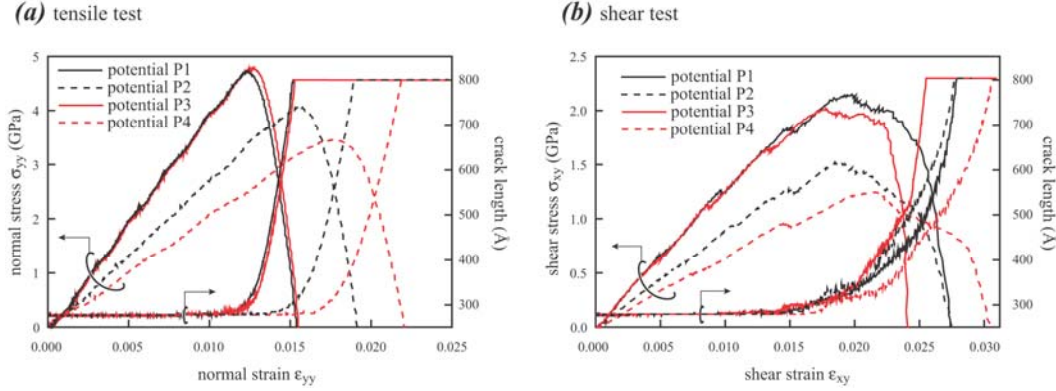 (a) tensile test
potential P1
potential P2
potential P3
potential P4
normal stress σyy (GPa)
5
4
3
2
1
0
crack length (Å)
800
700
600
500
400
300
0.000 0.005 0.010 0.015 0.020 0.025
normal strain εyy
(b) shear test
potential P1
potential P2
potential P3
potential P4
shear stress σxy (GPa)
2.5
2.0
1.5
1.0
0.5
0.0
crack length (Å)
800
700
600
500
400
300
0.000 0.005 0.010 0.015 0.020 0.025 0.030
shear strain εxy